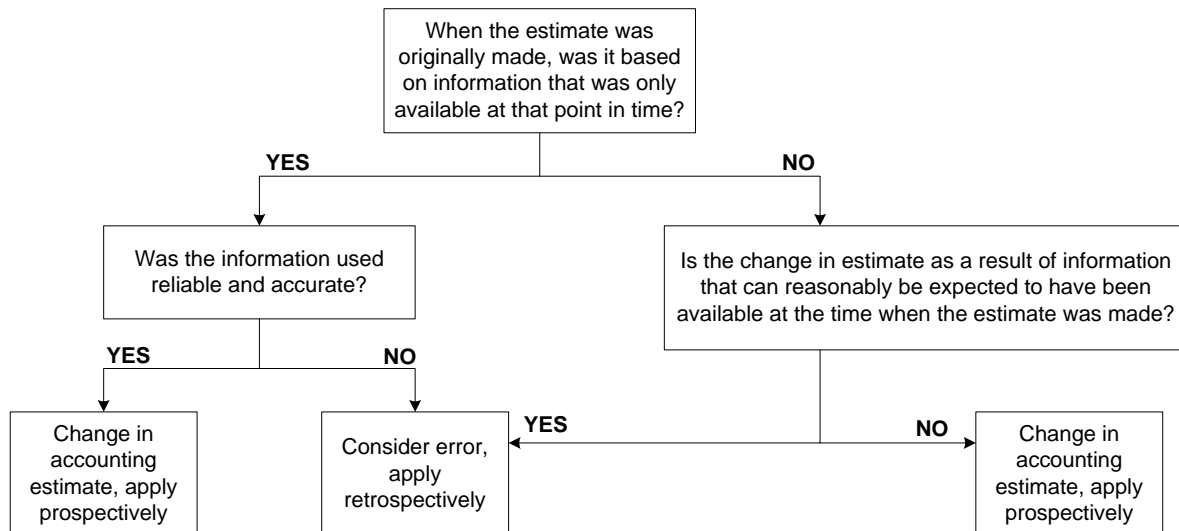 When the estimate was
originally made, was it based
on information that was only
available at that point in time?
YES
NO
Was the information used
reliable and accurate?
Is the change in estimate as a result of information
that can reasonably be expected to have been
available at the time when the estimate was made?
YES
NO
YES
NO
Change in
accounting
estimate, apply
prospectively
Consider error,
apply
retrospectively
Change in
accounting
estimate, apply
prospectively